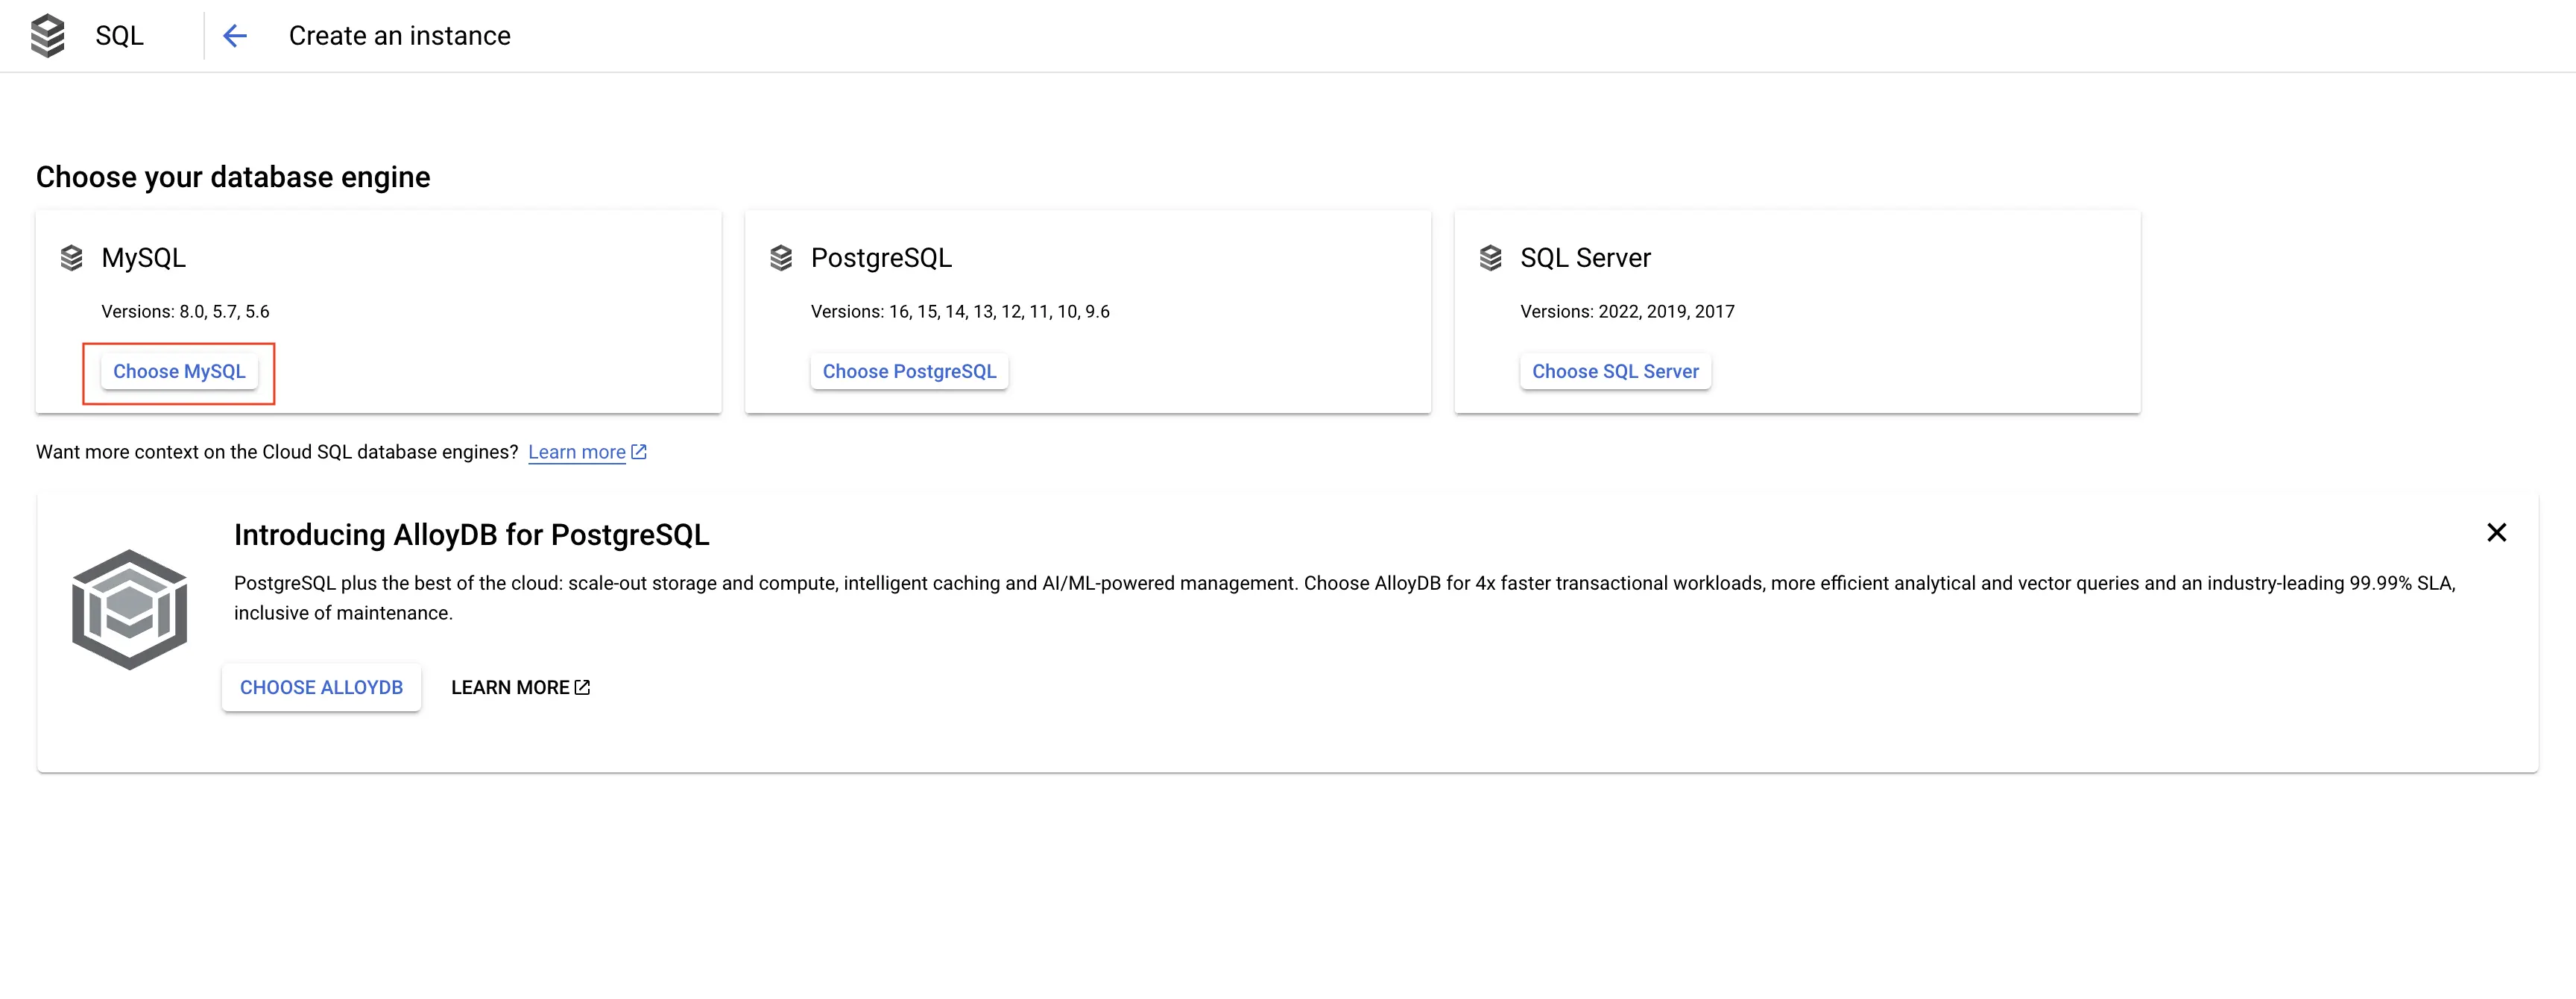 SQL
Create an instance
Choose your database engine
MySQL
Versions: 8.0, 5.7, 5.6
Choose MySQL
PostgreSQL
Versions: 16, 15, 14, 13, 12, 11, 10, 9.6
Choose PostgreSQL
SQL Server
Versions: 2022, 2019, 2017
Choose SQL Server
Want more context on the Cloud SQL database engines? Learn more
Introducing AlloyDB for PostgreSQL
PostgreSQL plus the best of the cloud: scale-out storage and compute, intelligent caching and AI/ML-powered management. Choose AlloyDB for 4x faster transactional workloads, more efficient analytical and vector queries and an industry-leading 99.99% SLA,
inclusive of maintenance.
CHOOSE ALLOYDB
LEARN MORE